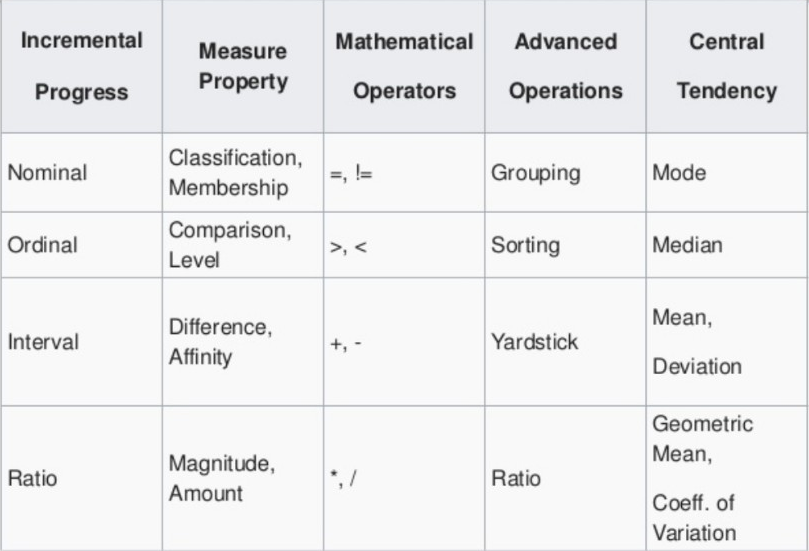 Incremental
Progress
Measure
Property
Mathematical
Operators
Advanced
Operations
Central
Tendency
Nominal
Classification,
Membership
=, !=
Grouping
Mode
Ordinal
Comparison,
Level
>, <
Sorting
Median
Interval
Difference,
Affinity
+, -
Yardstick
Mean,
Deviation
Ratio
Magnitude,
Amount
*, /
Ratio
Geometric
Mean,
Coeff. of
Variation